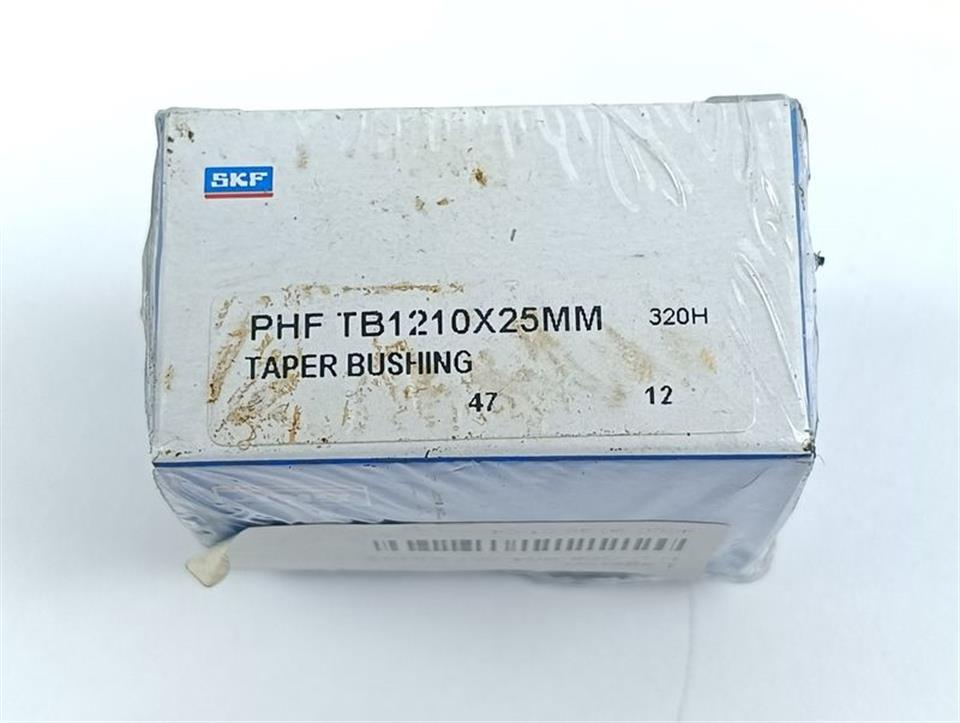 SKF
PHF TB1210X25MM 320H
TAPER BUSHING
47 12